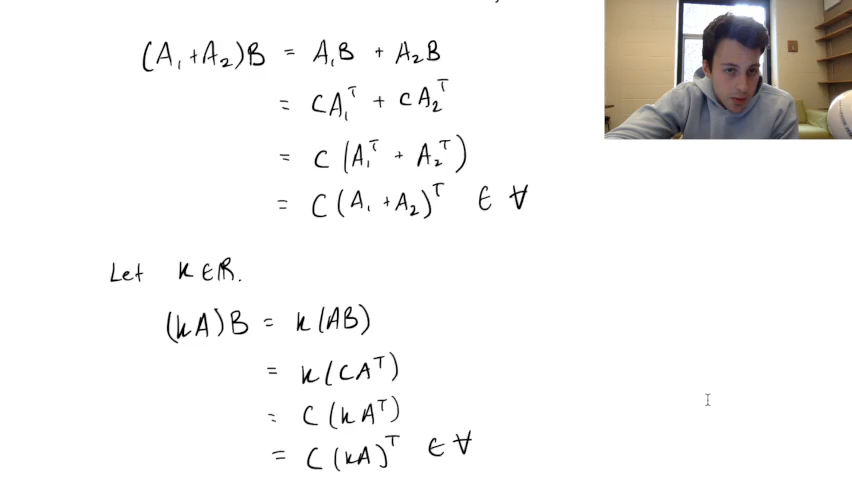 (A₁+A₂)B = A₁B + A₂B
= CA₁ᵀ + CA₂ᵀ
= C(A₁ᵀ + A₂ᵀ)
= C(A₁+A₂)ᵀ ∈ ∀
Let k∈ℝ.
(kA)B = k(AB)
= k(CAᵀ)
= C(kAᵀ)
= C(kA)ᵀ ∈ ∀